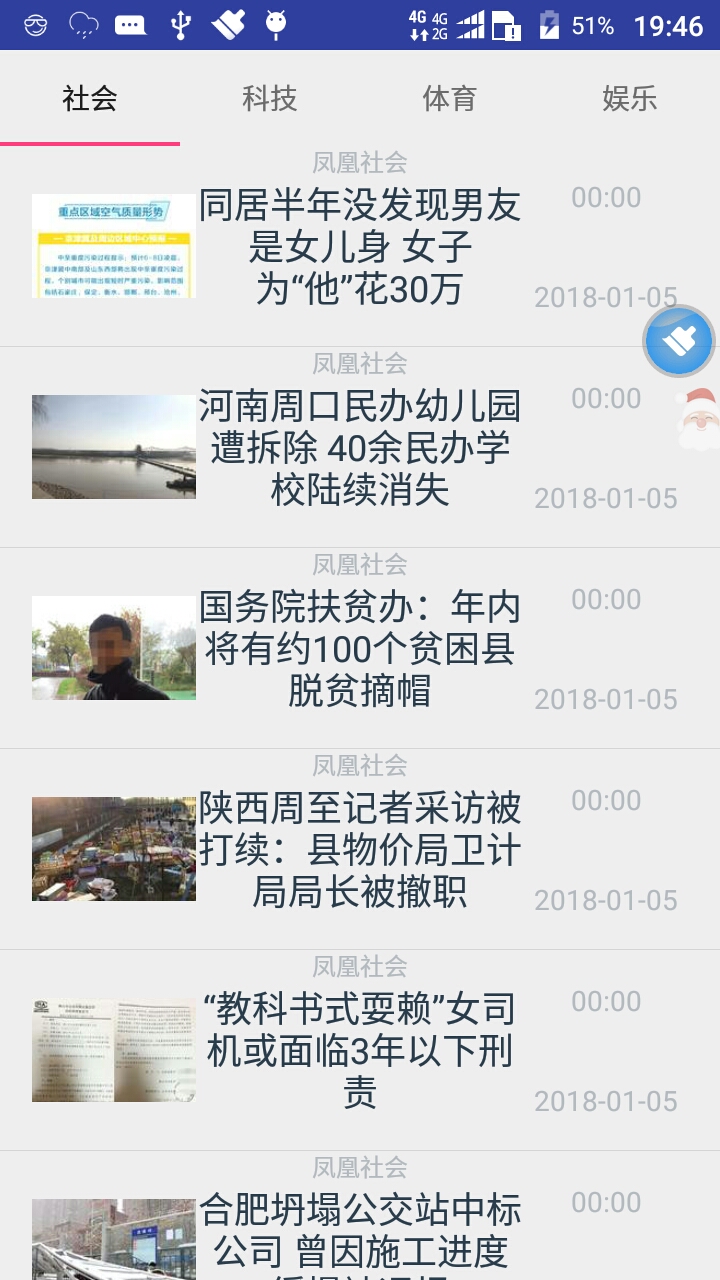 4G 4G 2G 51% 19:46
社会 科技 体育 娱乐
凤凰社会
重点区域空气质量形势
同居半年没发现男友
是女儿身 女子
为“他”花30万
00:00
2018-01-05
凤凰社会
河南周口民办幼儿园
遭拆除 40余民办学
校陆续消失
00:00
2018-01-05
凤凰社会
国务院扶贫办：年内
将有约100个贫困县
脱贫摘帽
00:00
2018-01-05
凤凰社会
陕西周至记者采访被
打续：县物价局卫计
局局长被撤职
00:00
2018-01-05
凤凰社会
“教科书式耍赖”女司
机或面临3年以下刑
责
00:00
2018-01-05
凤凰社会
合肥坍塌公交站中标
公司 曾因施工进度
00:00